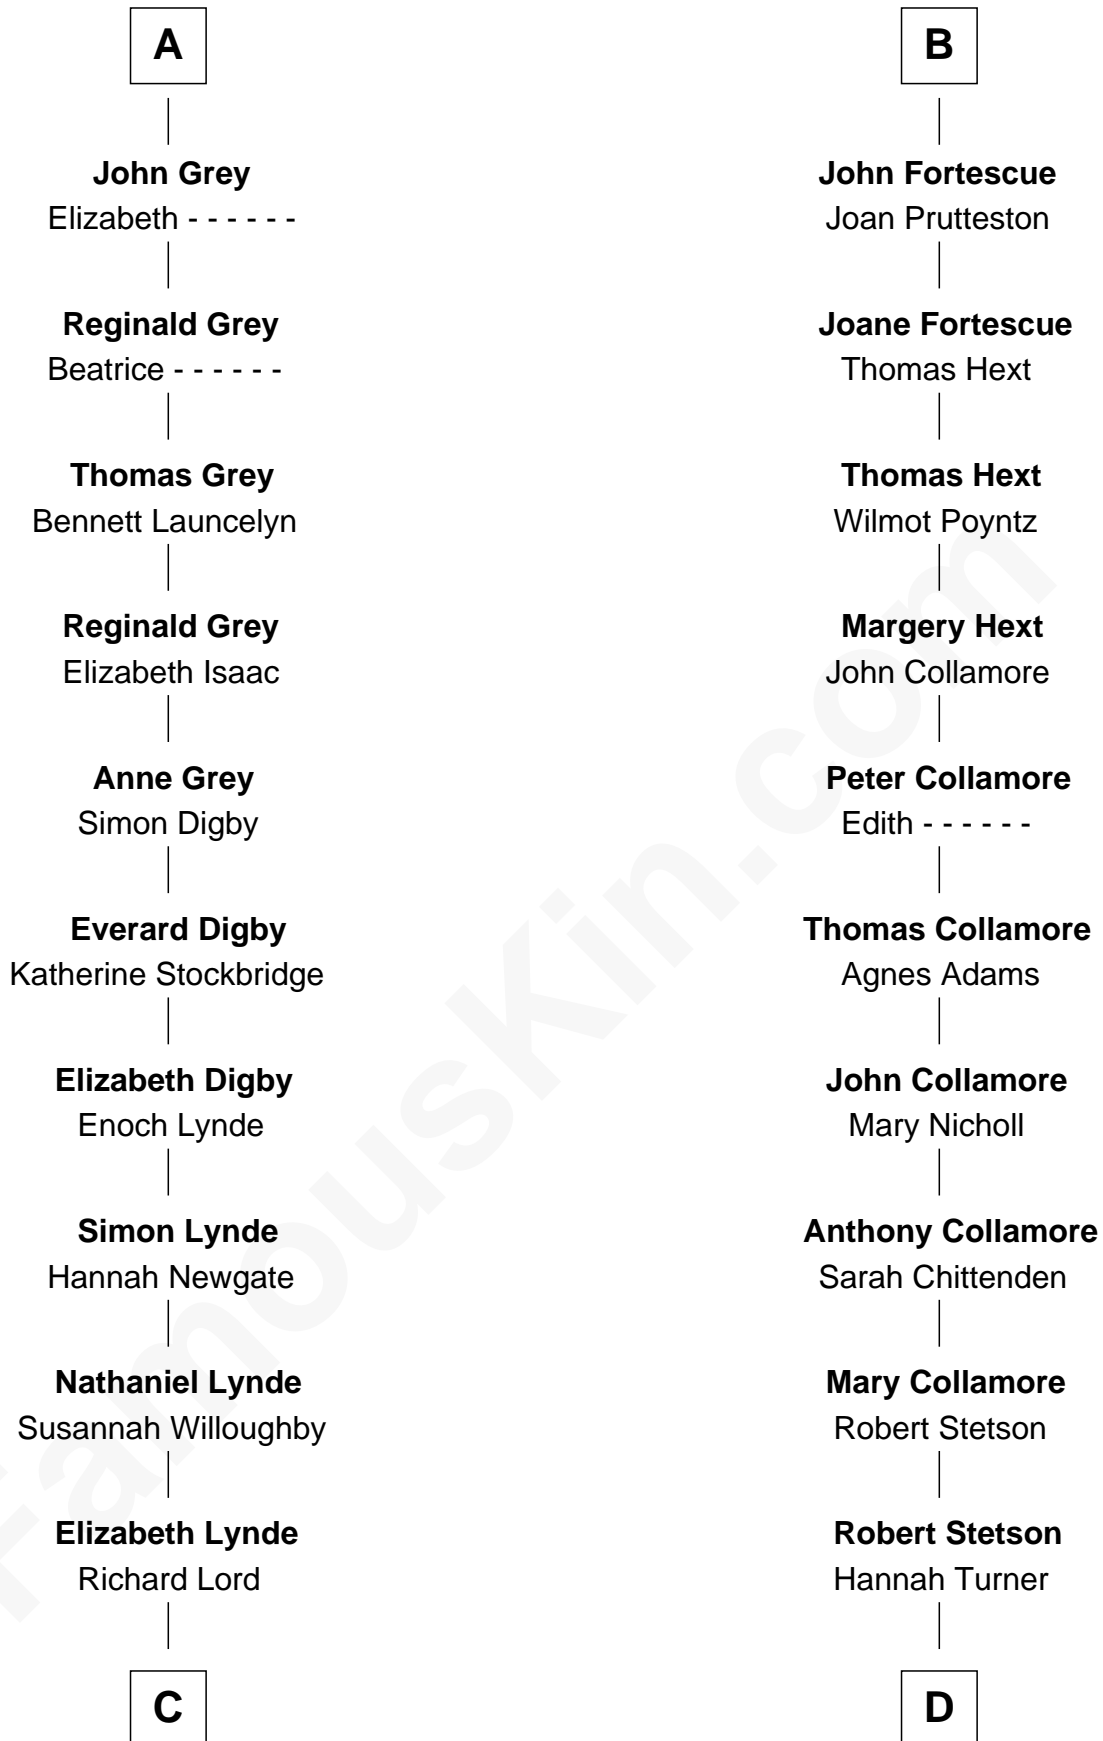 A
John Grey
Elizabeth - - - - - -
Reginald Grey
Beatrice - - - - - -
Thomas Grey
Bennett Launcelyn
Reginald Grey
Elizabeth Isaac
Anne Grey
Simon Digby
Everard Digby
Katherine Stockbridge
Elizabeth Digby
Enoch Lynde
Simon Lynde
Hannah Newgate
Nathaniel Lynde
Susannah Willoughby
Elizabeth Lynde
Richard Lord
C
B
John Fortescue
Joan Prutteston
Joane Fortescue
Thomas Hext
Thomas Hext
Wilmot Poyntz
Margery Hext
John Collamore
Peter Collamore
Edith - - - - - -
Thomas Collamore
Agnes Adams
John Collamore
Mary Nicholl
Anthony Collamore
Sarah Chittenden
Mary Collamore
Robert Stetson
Robert Stetson
Hannah Turner
D
FamousKin.com